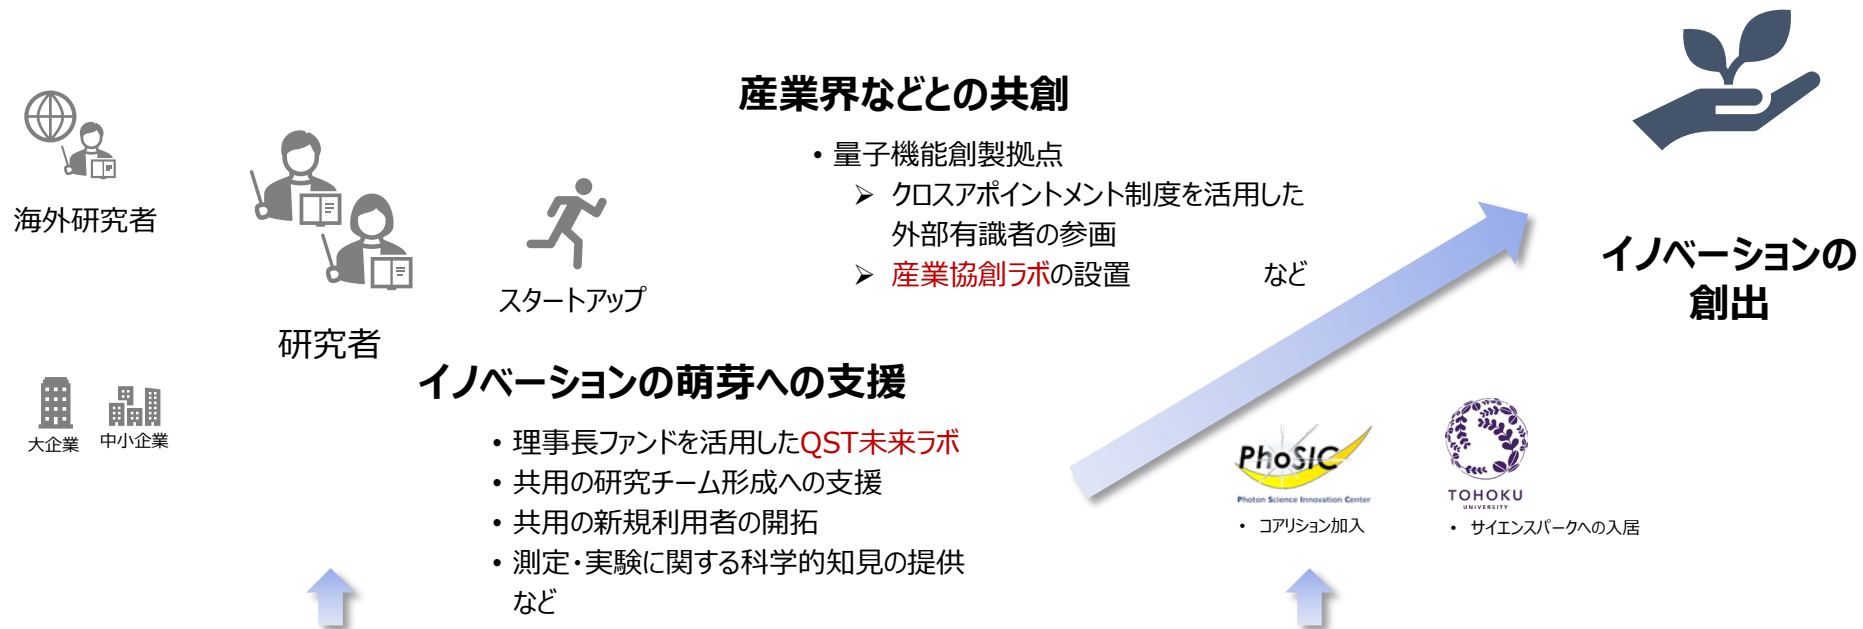 産業界などとの共創
・量子機能創製拠点
➢ クロスアポイントメント制度を活用した
外部有識者の参画
➢ 産業協創ラボの設置 など
海外研究者
研究者
スタートアップ
大企業
中小企業
イノベーションの萌芽への支援
・理事長ファンドを活用したQST未来ラボ
・共用の研究チーム形成への支援
・共用の新規利用者の開拓
・測定・実験に関する科学的知見の提供
など
イノベーションの
創出
PhoSIC
Photon Science Innovation Center
・コアリション加入
TOHOKU
UNIVERSITY
・サイエンスパークへの入居